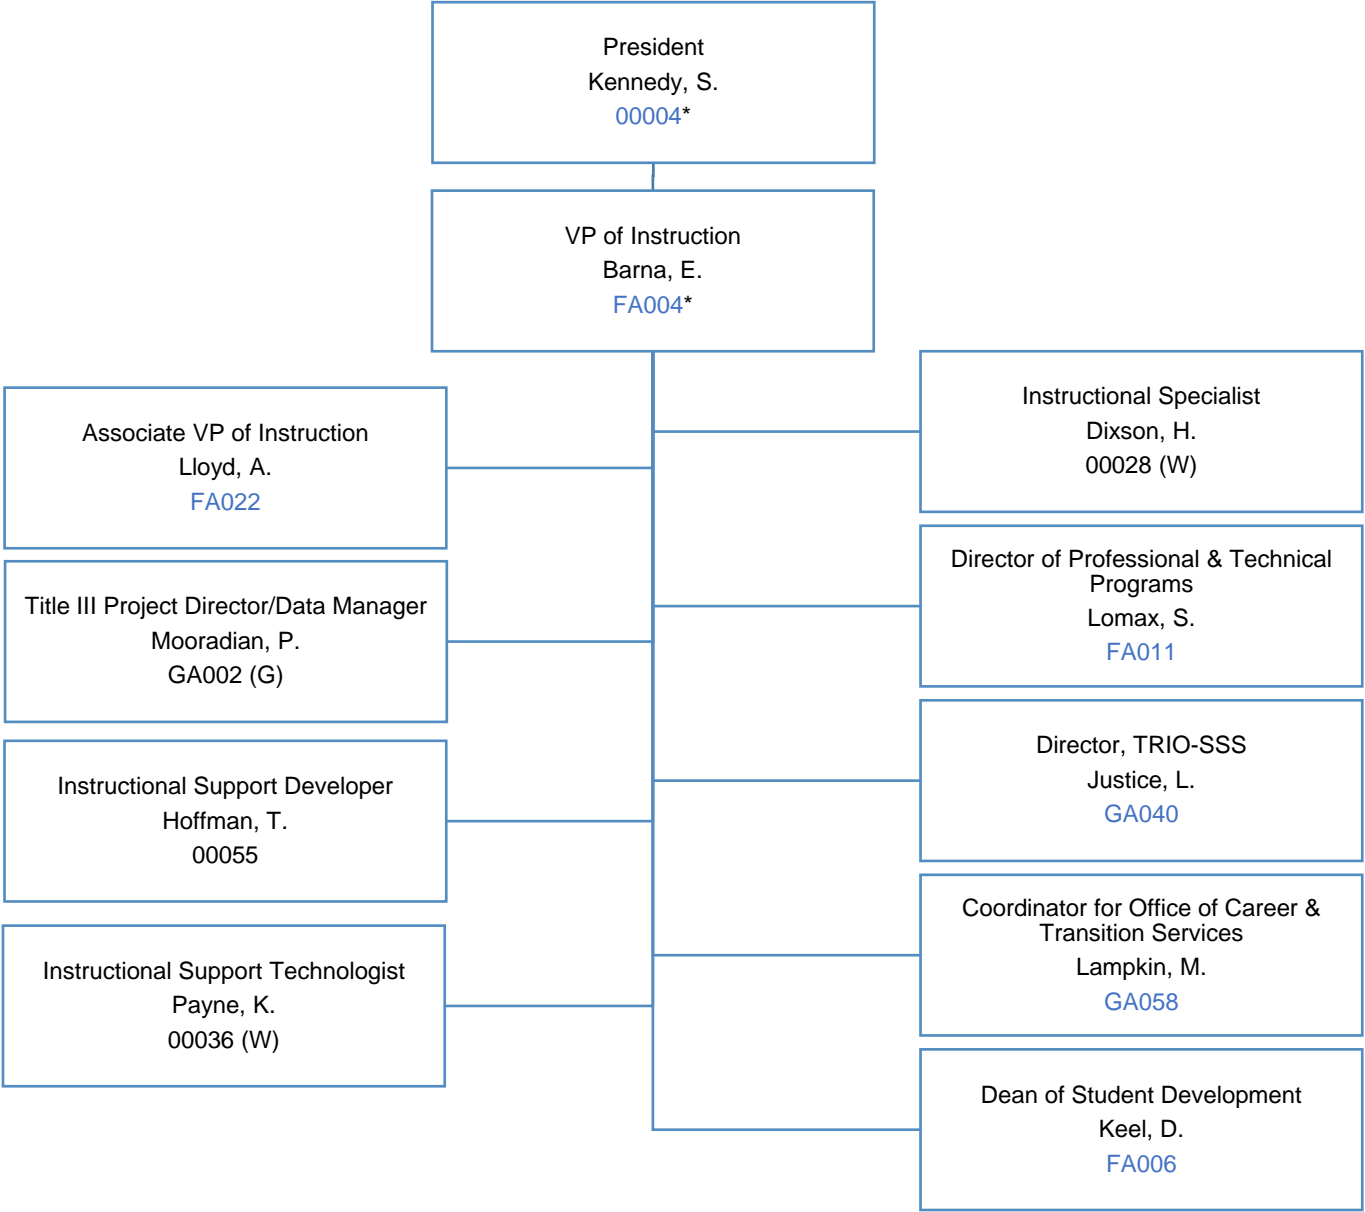 President
Kennedy, S.
00004*
VP of Instruction
Barna, E.
FA004*
Associate VP of Instruction
Lloyd, A.
FA022
Title III Project Director/Data Manager
Mooradian, P.
GA002 (G)
Instructional Support Developer
Hoffman, T.
00055
Instructional Support Technologist
Payne, K.
00036 (W)
Instructional Specialist
Dixson, H.
00028 (W)
Director of Professional & Technical
Programs
Lomax, S.
FA011
Director, TRIO-SSS
Justice, L.
GA040
Coordinator for Office of Career &
Transition Services
Lampkin, M.
GA058
Dean of Student Development
Keel, D.
FA006